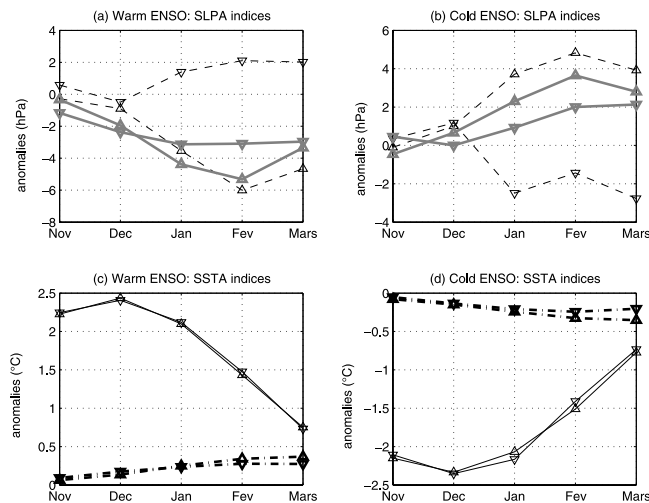 (a) Warm ENSO: SLPA indices
4
2
0
−2
−4
−6
−8
anomalies (hPa)
Nov Dec Jan Fev Mars
(b) Cold ENSO: SLPA indices
6
4
2
0
−2
−4
anomalies (hPa)
Nov Dec Jan Fev Mars
(c) Warm ENSO: SSTA indices
2.5
2
1.5
1
0.5
0
anomalies (°C)
Nov Dec Jan Fev Mars
(d) Cold ENSO: SSTA indices
0
−0.5
−1
−1.5
−2
−2.5
anomalies (°C)
Nov Dec Jan Fev Mars